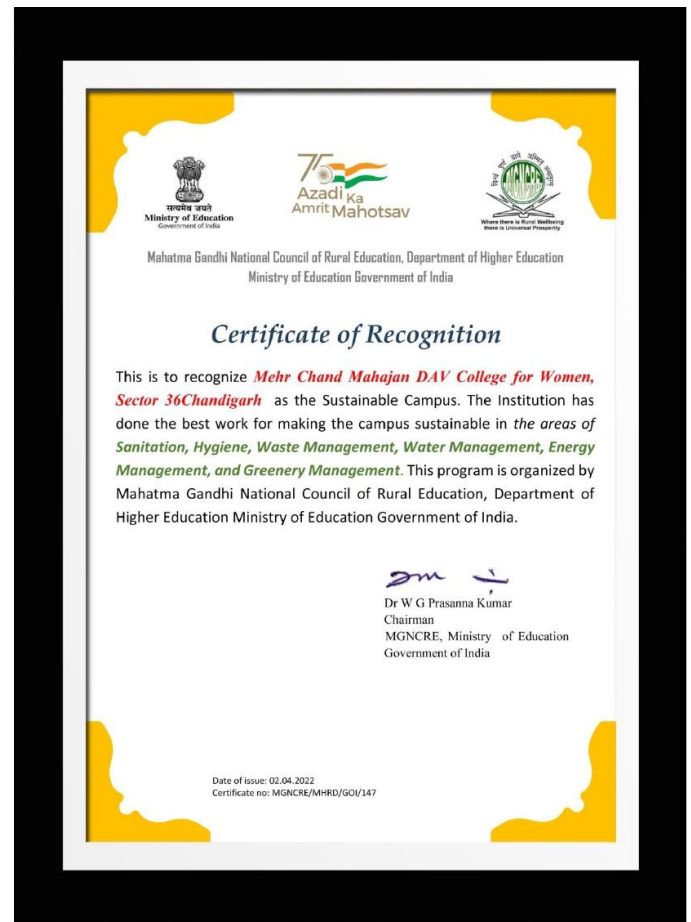 सत्यमेव जयते
Ministry of Education
Government of India
75
Azadi Ka
Amrit Mahotsav
MGNCRE
Where there is Rural Wellbeing
there is Universal Prosperity
Mahatma Gandhi National Council of Rural Education, Department of Higher Education
Ministry of Education Government of India
Certificate of Recognition
This is to recognize Mehr Chand Mahajan DAV College for Women,
Sector 36Chandigarh as the Sustainable Campus. The Institution has
done the best work for making the campus sustainable in the areas of
Sanitation, Hygiene, Waste Management, Water Management, Energy
Management, and Greenery Management. This program is organized by
Mahatma Gandhi National Council of Rural Education, Department of
Higher Education Ministry of Education Government of India.
Dr W G Prasanna Kumar
Chairman
MGNCRE, Ministry of Education
Government of India
Date of issue: 02.04.2022
Certificate no: MGNCRE/MHRD/GOI/147